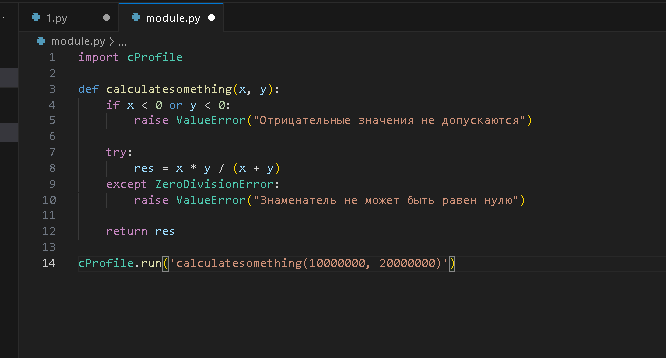 1.py
module.py
module.py > ...
1 import cProfile
2
3 def calculatesomething(x, y):
4 if x < 0 or y < 0:
5 raise ValueError("Отрицательные значения не допускаются")
6
7 try:
8 res = x * y / (x + y)
9 except ZeroDivisionError:
10 raise ValueError("Знаменатель не может быть равен нулю")
11
12 return res
13
14 cProfile.run('calculatesomething(10000000, 20000000)')